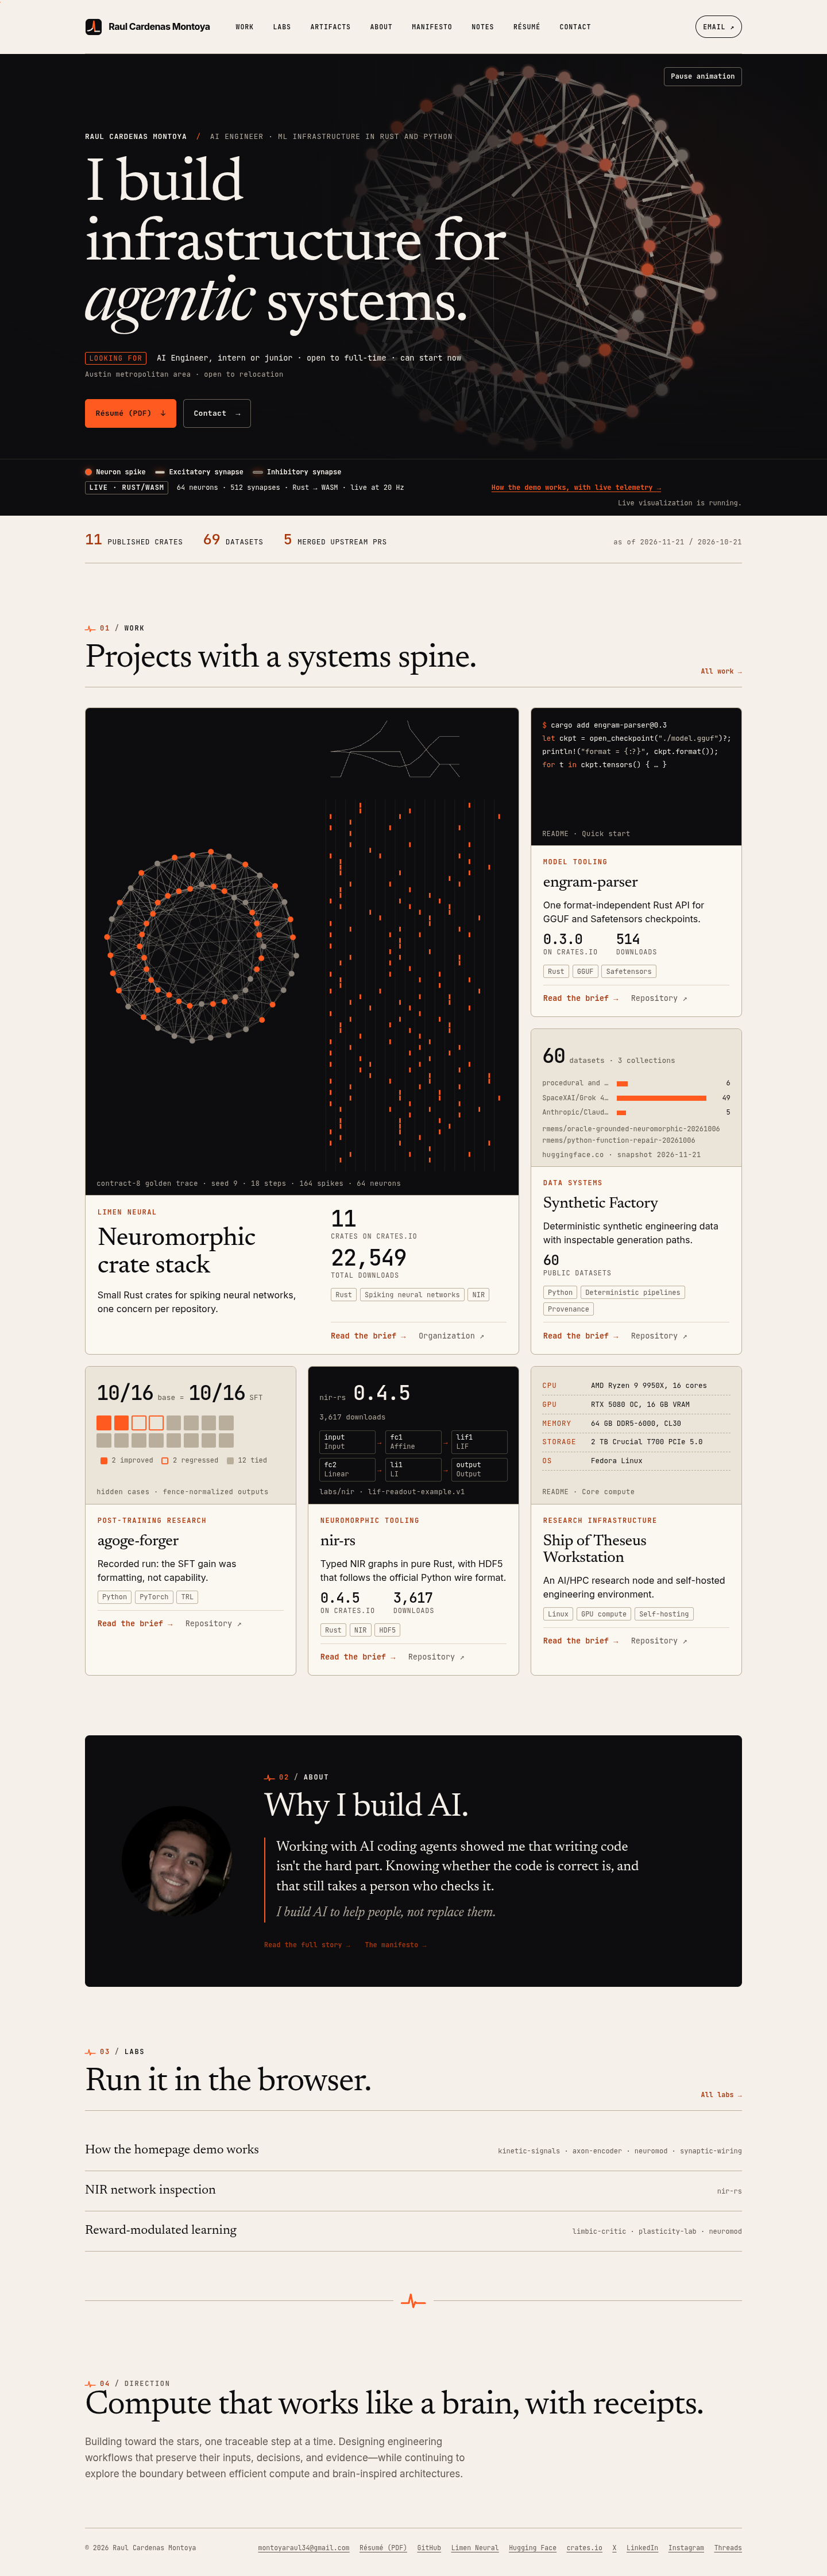 Raul Cardenas Montoya
WORK LABS ARTIFACTS ABOUT MANIFESTO NOTES RÉSUMÉ CONTACT
EMAIL ↗
Pause animation
RAUL CARDENAS MONTOYA / AI ENGINEER · ML INFRASTRUCTURE IN RUST AND PYTHON
I build
infrastructure for
agentic systems.
LOOKING FOR AI Engineer, intern or junior · open to full-time · can start now
Austin metropolitan area · open to relocation
Résumé (PDF) ↓ Contact →
Neuron spike Excitatory synapse Inhibitory synapse
LIVE · RUST/WASM 64 neurons · 512 synapses · Rust → WASM · live at 20 Hz
How the demo works, with live telemetry →
Live visualization is running.
11 PUBLISHED CRATES 69 DATASETS 5 MERGED UPSTREAM PRS
as of 2026-11-21 / 2026-10-21
01 / WORK
Projects with a systems spine.
All work →
contract-8 golden trace · seed 9 · 18 steps · 164 spikes · 64 neurons
LIMEN NEURAL
Neuromorphic
crate stack
Small Rust crates for spiking neural networks,
one concern per repository.
11
CRATES ON CRATES.IO
22,549
TOTAL DOWNLOADS
Rust Spiking neural networks NIR
Read the brief → Organization ↗
$ cargo add engram-parser@0.3
let ckpt = open_checkpoint("./model.gguf")?;
println!("format = {:?}", ckpt.format());
for t in ckpt.tensors() { … }
README · Quick start
MODEL TOOLING
engram-parser
One format-independent Rust API for
GGUF and Safetensors checkpoints.
0.3.0 514
ON CRATES.IO DOWNLOADS
Rust GGUF Safetensors
Read the brief → Repository ↗
60 datasets · 3 collections
procedural and … 6
SpaceXAI/Grok 4… 49
Anthropic/Claud… 5
rmems/oracle-grounded-neuromorphic-20261006
rmems/python-function-repair-20261006
huggingface.co · snapshot 2026-11-21
DATA SYSTEMS
Synthetic Factory
Deterministic synthetic engineering data
with inspectable generation paths.
60
PUBLIC DATASETS
Python Deterministic pipelines
Provenance
Read the brief → Repository ↗
10/16 base = 10/16 SFT
2 improved 2 regressed 12 tied
hidden cases · fence-normalized outputs
POST-TRAINING RESEARCH
agoge-forger
Recorded run: the SFT gain was
formatting, not capability.
Python PyTorch TRL
Read the brief → Repository ↗
nir-rs 0.4.5
3,617 downloads
input → fc1 → lif1
Input Affine LIF
fc2 → li1 → output
Linear LI Output
labs/nir · lif-readout-example.v1
NEUROMORPHIC TOOLING
nir-rs
Typed NIR graphs in pure Rust, with HDF5
that follows the official Python wire format.
0.4.5 3,617
ON CRATES.IO DOWNLOADS
Rust NIR HDF5
Read the brief → Repository ↗
CPU AMD Ryzen 9 9950X, 16 cores
GPU RTX 5080 OC, 16 GB VRAM
MEMORY 64 GB DDR5-6000, CL30
STORAGE 2 TB Crucial T700 PCIe 5.0
OS Fedora Linux
README · Core compute
RESEARCH INFRASTRUCTURE
Ship of Theseus
Workstation
An AI/HPC research node and self-hosted
engineering environment.
Linux GPU compute Self-hosting
Read the brief → Repository ↗
02 / ABOUT
Why I build AI.
Working with AI coding agents showed me that writing code
isn't the hard part. Knowing whether the code is correct is, and
that still takes a person who checks it.
I build AI to help people, not replace them.
Read the full story → The manifesto →
03 / LABS
Run it in the browser.
All labs →
How the homepage demo works kinetic-signals · axon-encoder · neuromod · synaptic-wiring
NIR network inspection nir-rs
Reward-modulated learning limbic-critic · plasticity-lab · neuromod
04 / DIRECTION
Compute that works like a brain, with receipts.
Building toward the stars, one traceable step at a time. Designing engineering
workflows that preserve their inputs, decisions, and evidence—while continuing to
explore the boundary between efficient compute and brain-inspired architectures.
© 2026 Raul Cardenas Montoya
montoyaraul34@gmail.com Résumé (PDF) GitHub Limen Neural Hugging Face crates.io X LinkedIn Instagram Threads